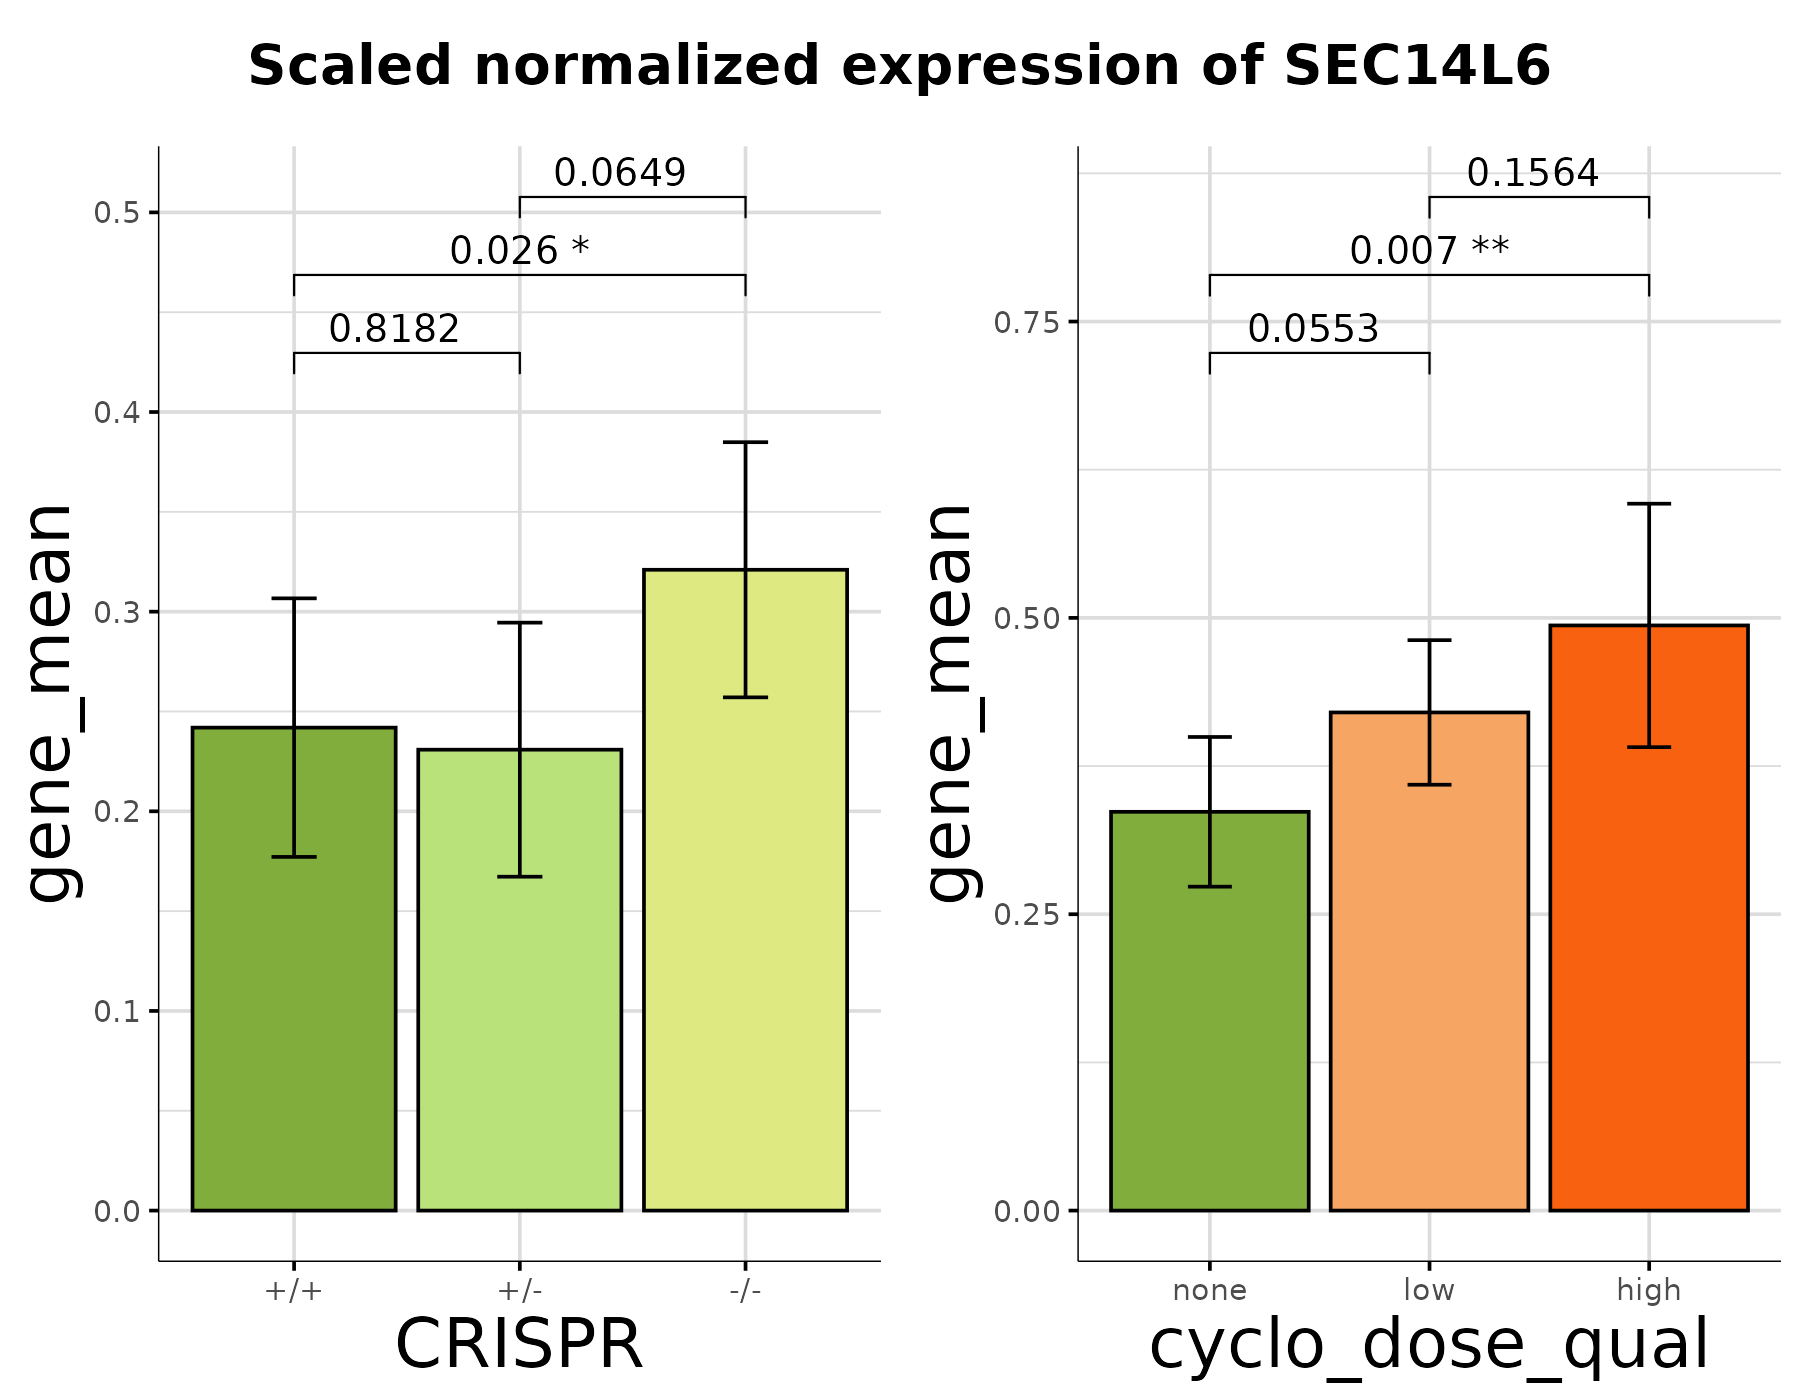 Scaled normalized expression of SEC14L6
gene_mean
0.5
0.4
0.3
0.2
0.1
0.0
0.0649
0.026 *
0.8182
+/+ +/- -/-
CRISPR
gene_mean
0.75
0.50
0.25
0.00
0.1564
0.007 **
0.0553
none low high
cyclo_dose_qual